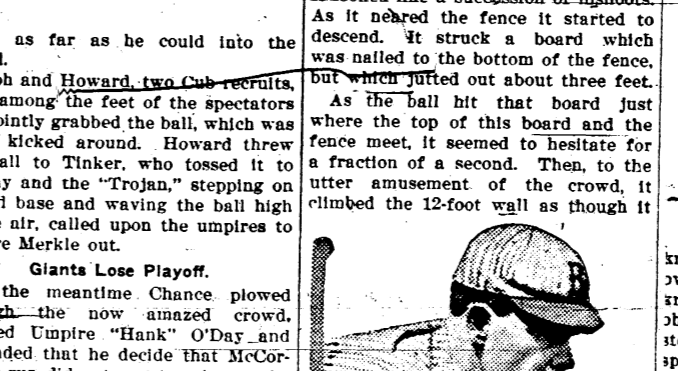 as far as he could into the
and Howard, two Cub recruits,
among the feet of the spectators
grabbed the ball, which was
kicked around. Howard threw
to Tinker, who tossed it to
and the "Trojan," stepping on
base and waving the ball high
air, called upon the umpires to
Merkle out.
Giants Lose Playoff.
the meantime Chance plowed
the now amazed crowd,
Umpire "Hank" O'Day and
that he decide that McCor-
As it neared the fence it started to
descend. It struck a board which
was nailed to the bottom of the fence,
but which jutted out about three feet.
As the ball hit that board just
where the top of this board and the
fence meet, it seemed to hesitate for
a fraction of a second. Then, to the
utter amusement of the crowd, it
climbed the 12-foot wall as though it
B